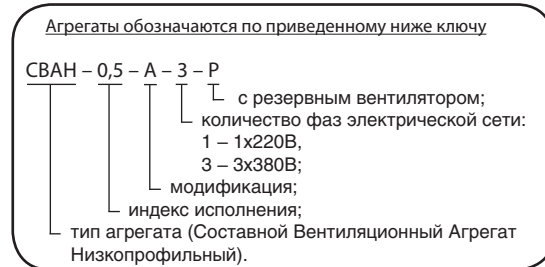 Агрегаты обозначаются по приведенному ниже ключу
СВАН – 0,5 – А – 3 – Р
с резервным вентилятором;
количество фаз электрической сети:
1 – 1х220В,
3 – 3х380В;
модификация;
индекс исполнения;
тип агрегата (Составной Вентиляционный Агрегат
Низкопрофильный).